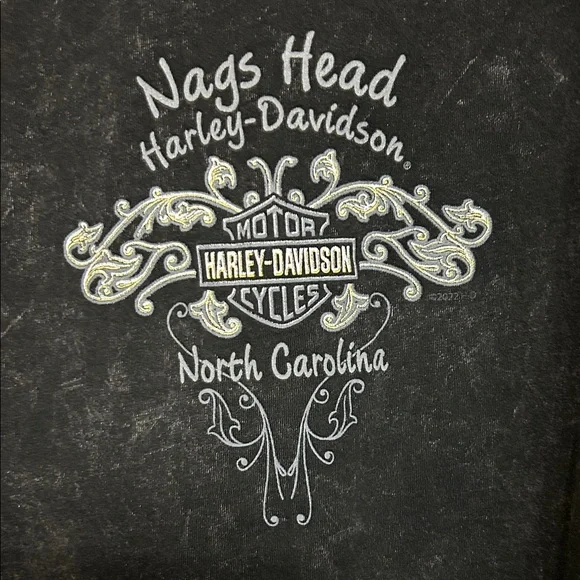 Nags Head
Harley-Davidson®
MOTOR
HARLEY-DAVIDSON
CYCLES
North Carolina